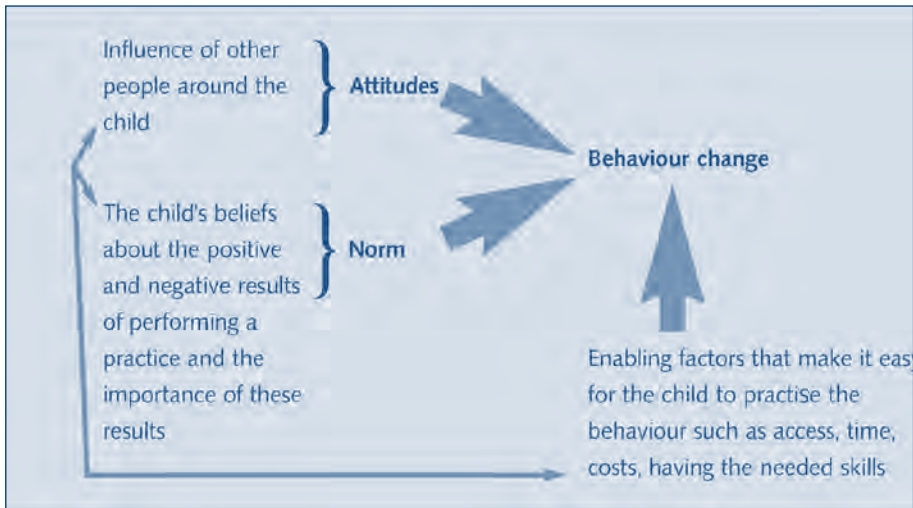 Influence of other
people around the
child
Attitudes
Behaviour change
The child's beliefs
about the positive
and negative results
of performing a
practice and the
importance of these
results
Norm
Enabling factors that make it easy
for the child to practise the
behaviour such as access, time,
costs, having the needed skills